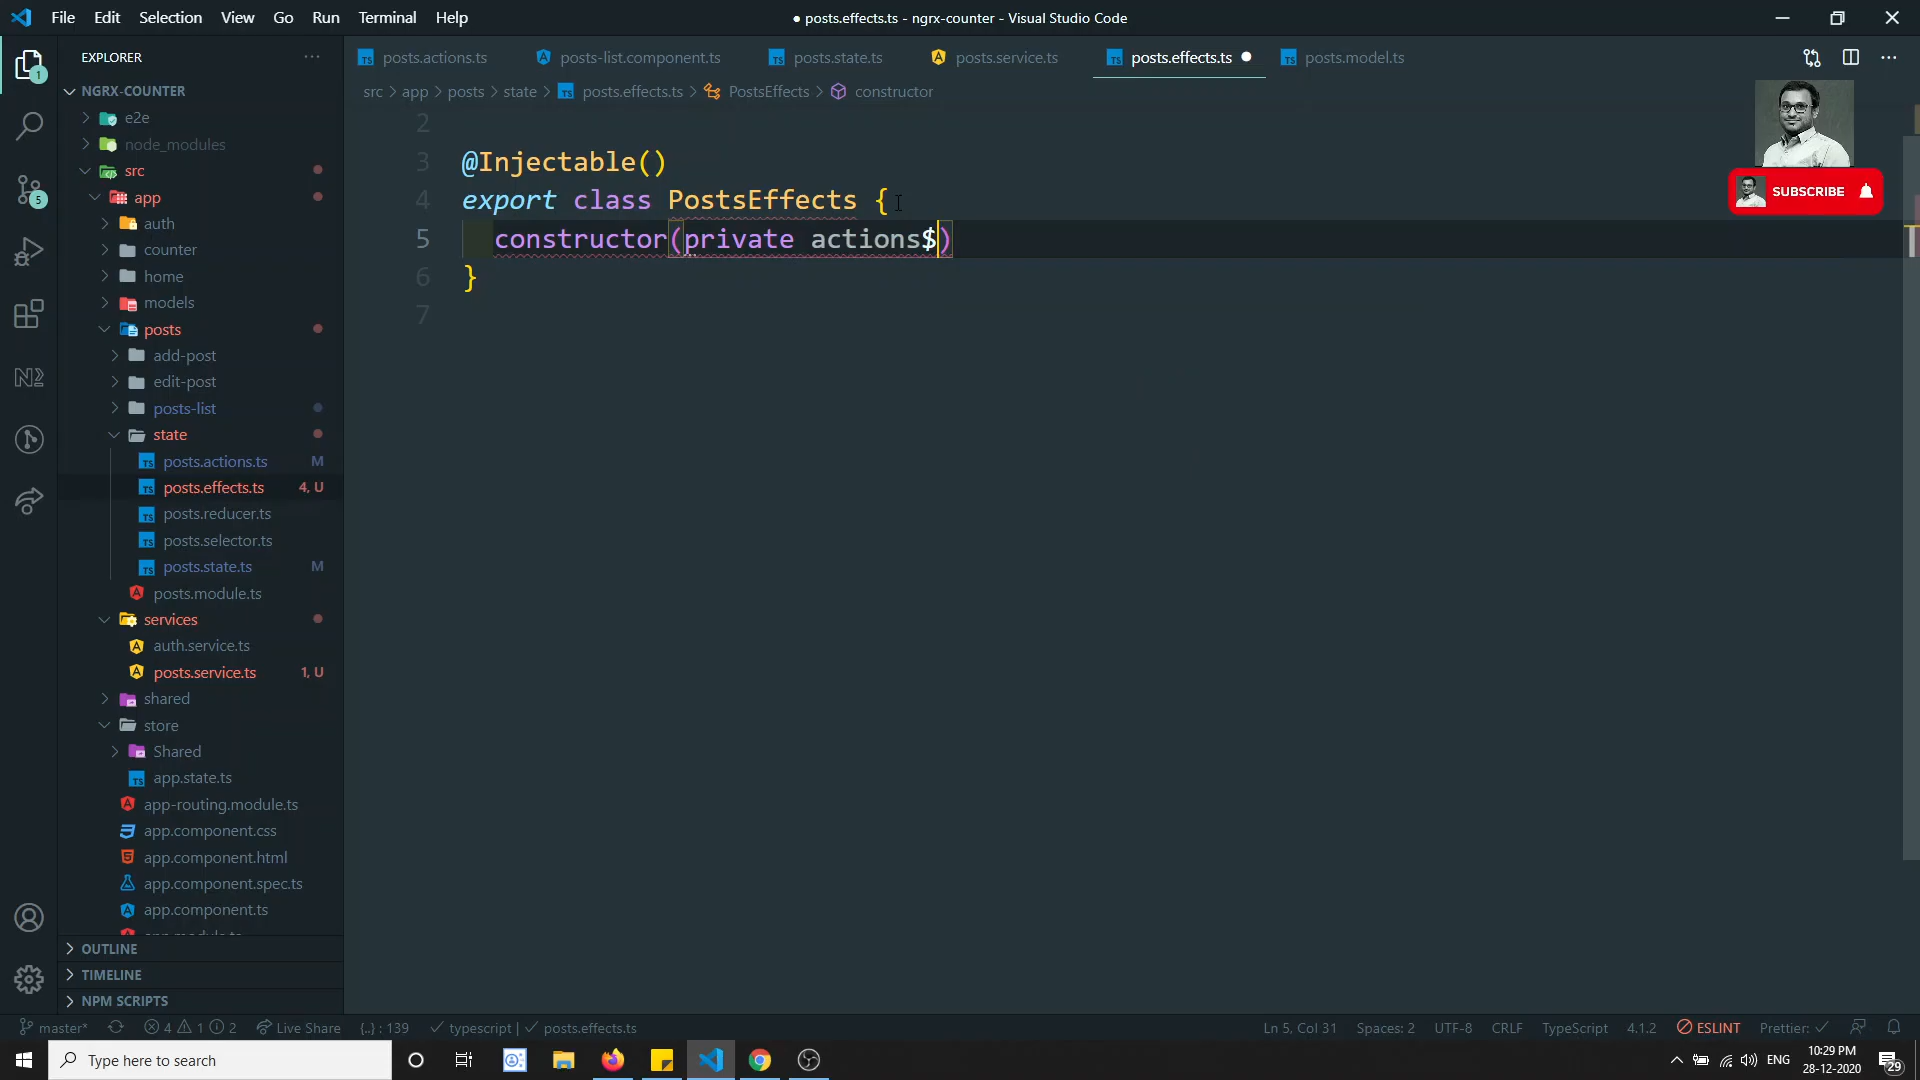 File Edit Selection View Go Run Terminal Help
● posts.effects.ts - ngrx-counter - Visual Studio Code
EXPLORER
posts.actions.ts posts-list.component.ts posts.state.ts posts.service.ts posts.effects.ts posts.model.ts
NGRX-COUNTER
src > app > posts > state > posts.effects.ts > PostsEffects > constructor
e2e
node_modules
src
app
auth
counter
home
models
posts
add-post
edit-post
posts-list
state
posts.actions.ts M
posts.effects.ts 4, U
posts.reducer.ts
posts.selector.ts
posts.state.ts M
posts.module.ts
services
auth.service.ts
posts.service.ts 1, U
shared
store
Shared
app.state.ts
app-routing.module.ts
app.component.css
app.component.html
app.component.spec.ts
app.component.ts
OUTLINE
TIMELINE
NPM SCRIPTS
2
3 @Injectable()
4 export class PostsEffects {
5 constructor(private actions$)
6 }
7
SUBSCRIBE
master* 4 1 2 Live Share {..} : 139 typescript | posts.effects.ts
Ln 5, Col 31 Spaces: 2 UTF-8 CRLF TypeScript 4.1.2 ESLINT Prettier:
Type here to search
ENG
10:29 PM
28-12-2020
29